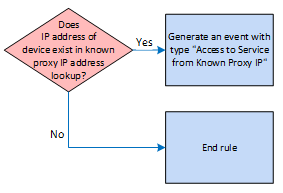 Does
IP address of
device exist in known
proxy IP address
lookup?
Yes
Generate an event with
type "Access to Service
from Known Proxy IP"
No
End rule